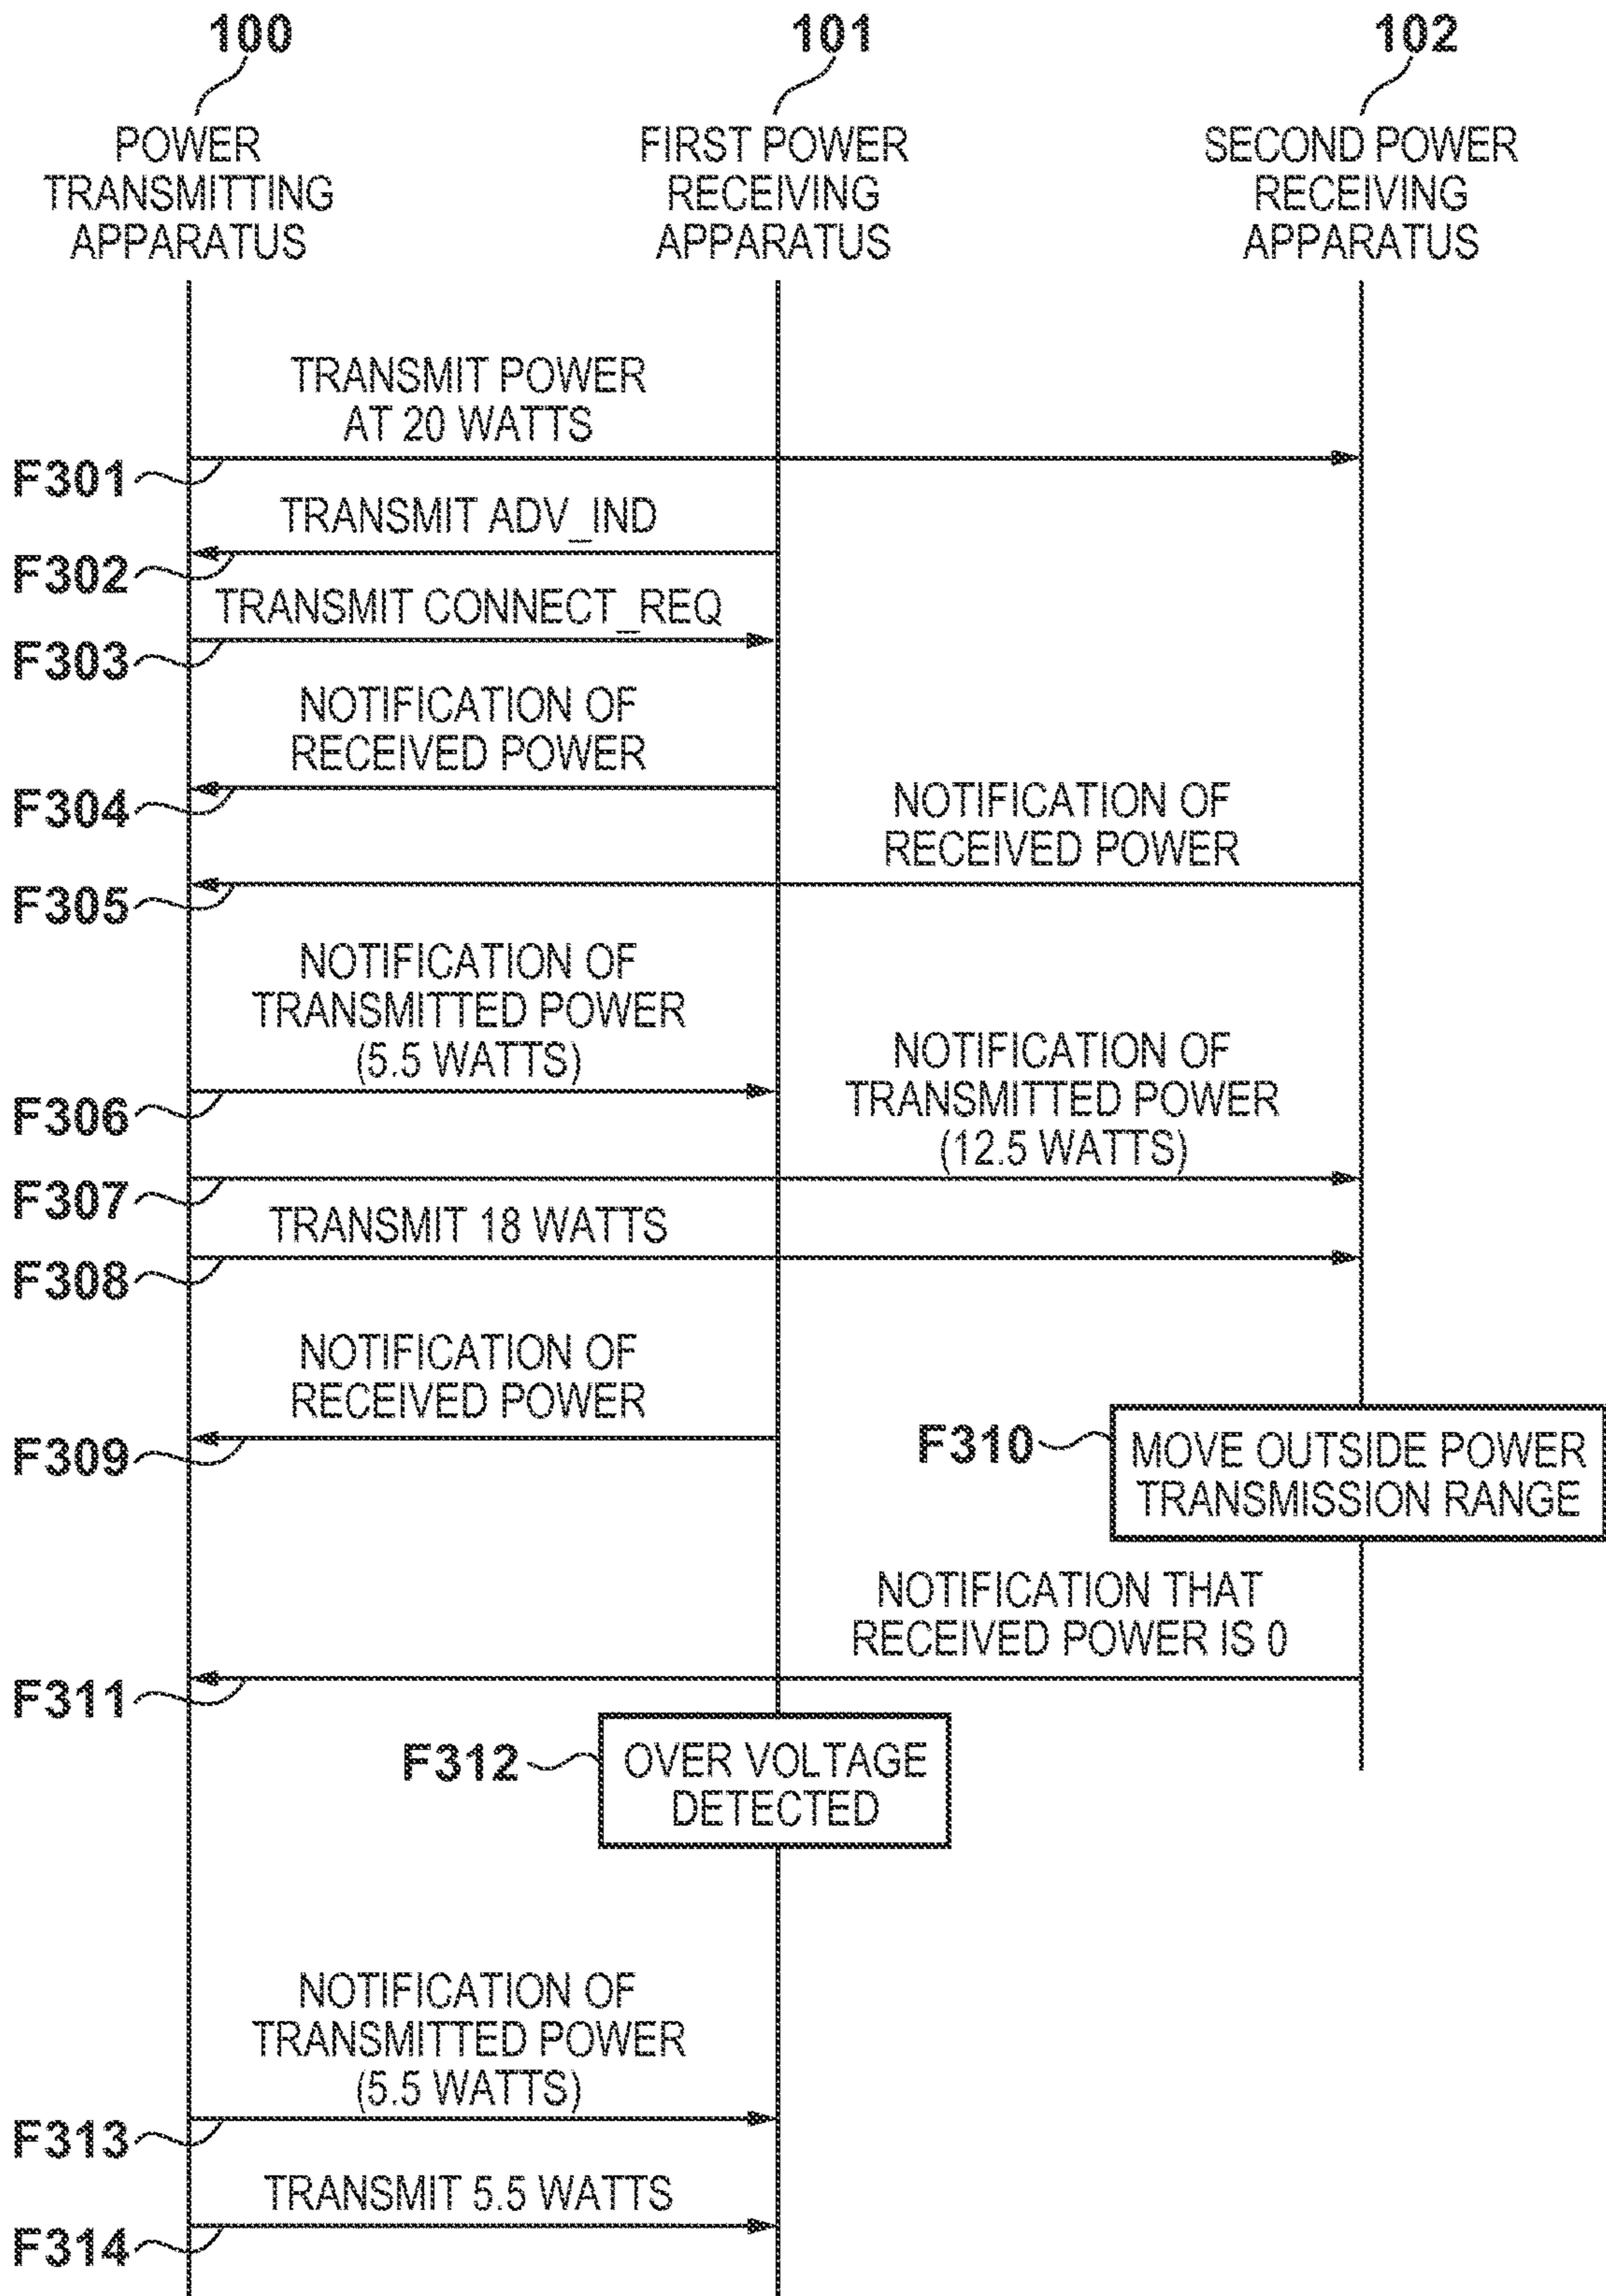 100
101
102
POWER
TRANSMITTING
APPARATUS
FIRST POWER
RECEIVING
APPARATUS
SECOND POWER
RECEIVING
APPARATUS
TRANSMIT POWER
AT 20 WATTS
F301
TRANSMIT ADV_IND
F302
TRANSMIT CONNECT_REQ
F303
NOTIFICATION OF
RECEIVED POWER
F304
NOTIFICATION OF
RECEIVED POWER
F305
NOTIFICATION OF
TRANSMITTED POWER
(5.5 WATTS)
F306
NOTIFICATION OF
TRANSMITTED POWER
(12.5 WATTS)
F307
TRANSMIT 18 WATTS
F308
NOTIFICATION OF
RECEIVED POWER
F309
F310
MOVE OUTSIDE POWER
TRANSMISSION RANGE
NOTIFICATION THAT
RECEIVED POWER IS 0
F311
F312
OVER VOLTAGE
DETECTED
NOTIFICATION OF
TRANSMITTED POWER
(5.5 WATTS)
F313
TRANSMIT 5.5 WATTS
F314